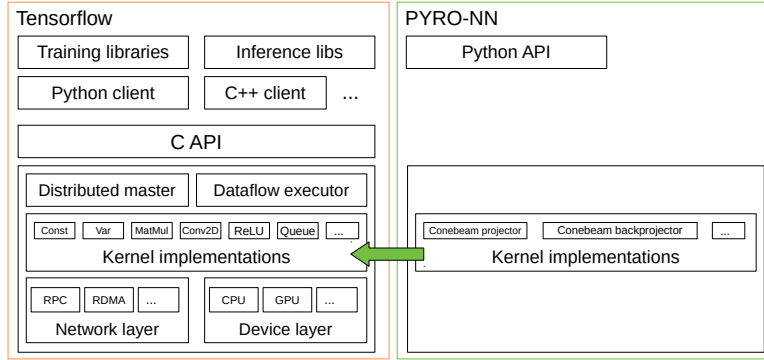 Tensorflow
Training libraries
Inference libs
Python client
C++ client
...
C API
Distributed master
Dataflow executor
Const
Var
MatMul
Conv2D
ReLU
Queue
...
Kernel implementations
RPC
RDMA
...
Network layer
CPU
GPU
...
Device layer
PYRO-NN
Python API
Conebeam projector
Conebeam backprojector
...
Kernel implementations